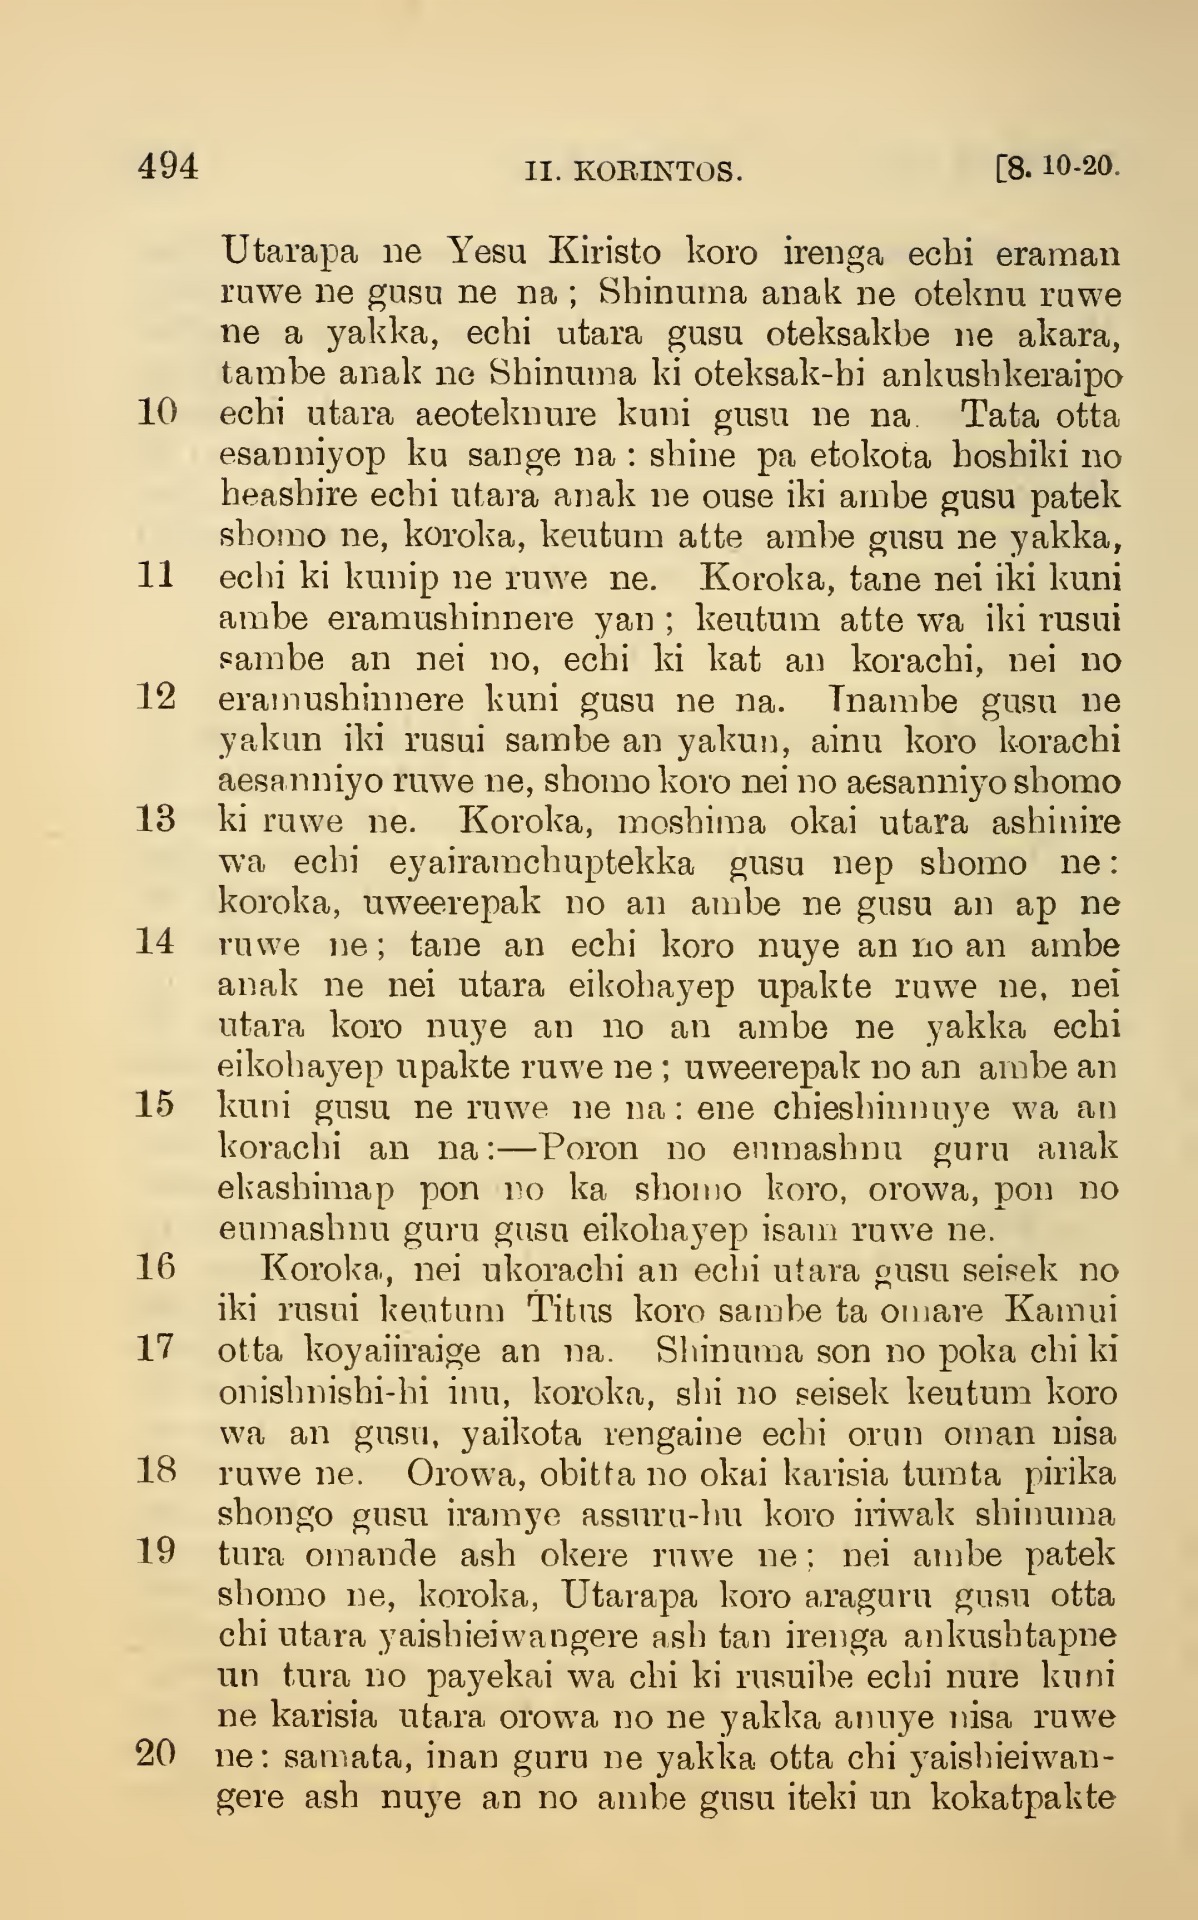 494 II. KORINTOS. [8. 10-20.
Utarapa ne Yesu Kiristo koro irenga echi eraman
ruwe ne gusu ne na ; Shinuma anak ne oteknu ruwe
ne a yakka, echi utara gusu oteksakbe ne akara,
tambe anak ne Shinuma ki oteksak-hi ankushkeraipo
10 echi utara aeoteknure kuni gusu ne na. Tata otta
esanniyop ku sange na : shine pa etokota hoshiki no
heashire echi utara anak ne ouse iki ambe gusu patek
shomo ne, koroka, keutum atte ambe gusu ne yakka,
11 echi ki kunip ne ruwe ne. Koroka, tane nei iki kuni
ambe eramushinnere yan ; keutum atte wa iki rusui
sambe an nei no, echi ki kat an korachi, nei no
12 eramushinnere kuni gusu ne na. Inambe gusu ne
yakun iki rusui sambe an yakun, ainu koro korachi
aesanniyo ruwe ne, shomo koro nei no aesanniyo shomo
13 ki ruwe ne. Koroka, moshima okai utara ashinire
wa echi eyairamchuptekka gusu nep shomo ne :
koroka, uweerepak no an ambe ne gusu an ap ne
14 ruwe ne ; tane an echi koro nuye an no an ambe
anak ne nei utara eikohayep upakte ruwe ne, nei
utara koro nuye an no an ambe ne yakka echi
eikohayep upakte ruwe ne ; uweerepak no an ambe an
15 kuni gusu ne ruwe ne na : ene chieshinnuye wa an
korachi an na :—Poron no eumashnu guru anak
ekashimap pon no ka shomo koro, orowa, pon no
eumashnu guru gusu eikohayep isam ruwe ne.
16 Koroka, nei ukorachi an echi utara gusu seisek no
iki rusui keutum Titus koro sambe ta omare Kamui
17 otta koyaiiraige an na. Shinuma son no poka chi ki
onishnishi-hi inu, koroka, shi no seisek keutum koro
wa an gusu, yaikota rengaine echi orun oman nisa
18 ruwe ne. Orowa, obitta no okai karisia tumta pirika
shongo gusu iramye assuru-hu koro iriwak shinuma
19 tura omande ash okere ruwe ne ; nei ambe patek
shomo ne, koroka, Utarapa koro araguru gusu otta
chi utara yaishieiwangere ash tan irenga ankushtapne
un tura no payekai wa chi ki rusuibe echi nure kuni
ne karisia utara orowa no ne yakka anuye nisa ruwe
20 ne : samata, inan guru ne yakka otta chi yaishieiwan-
gere ash nuye an no ambe gusu iteki un kokatpakte